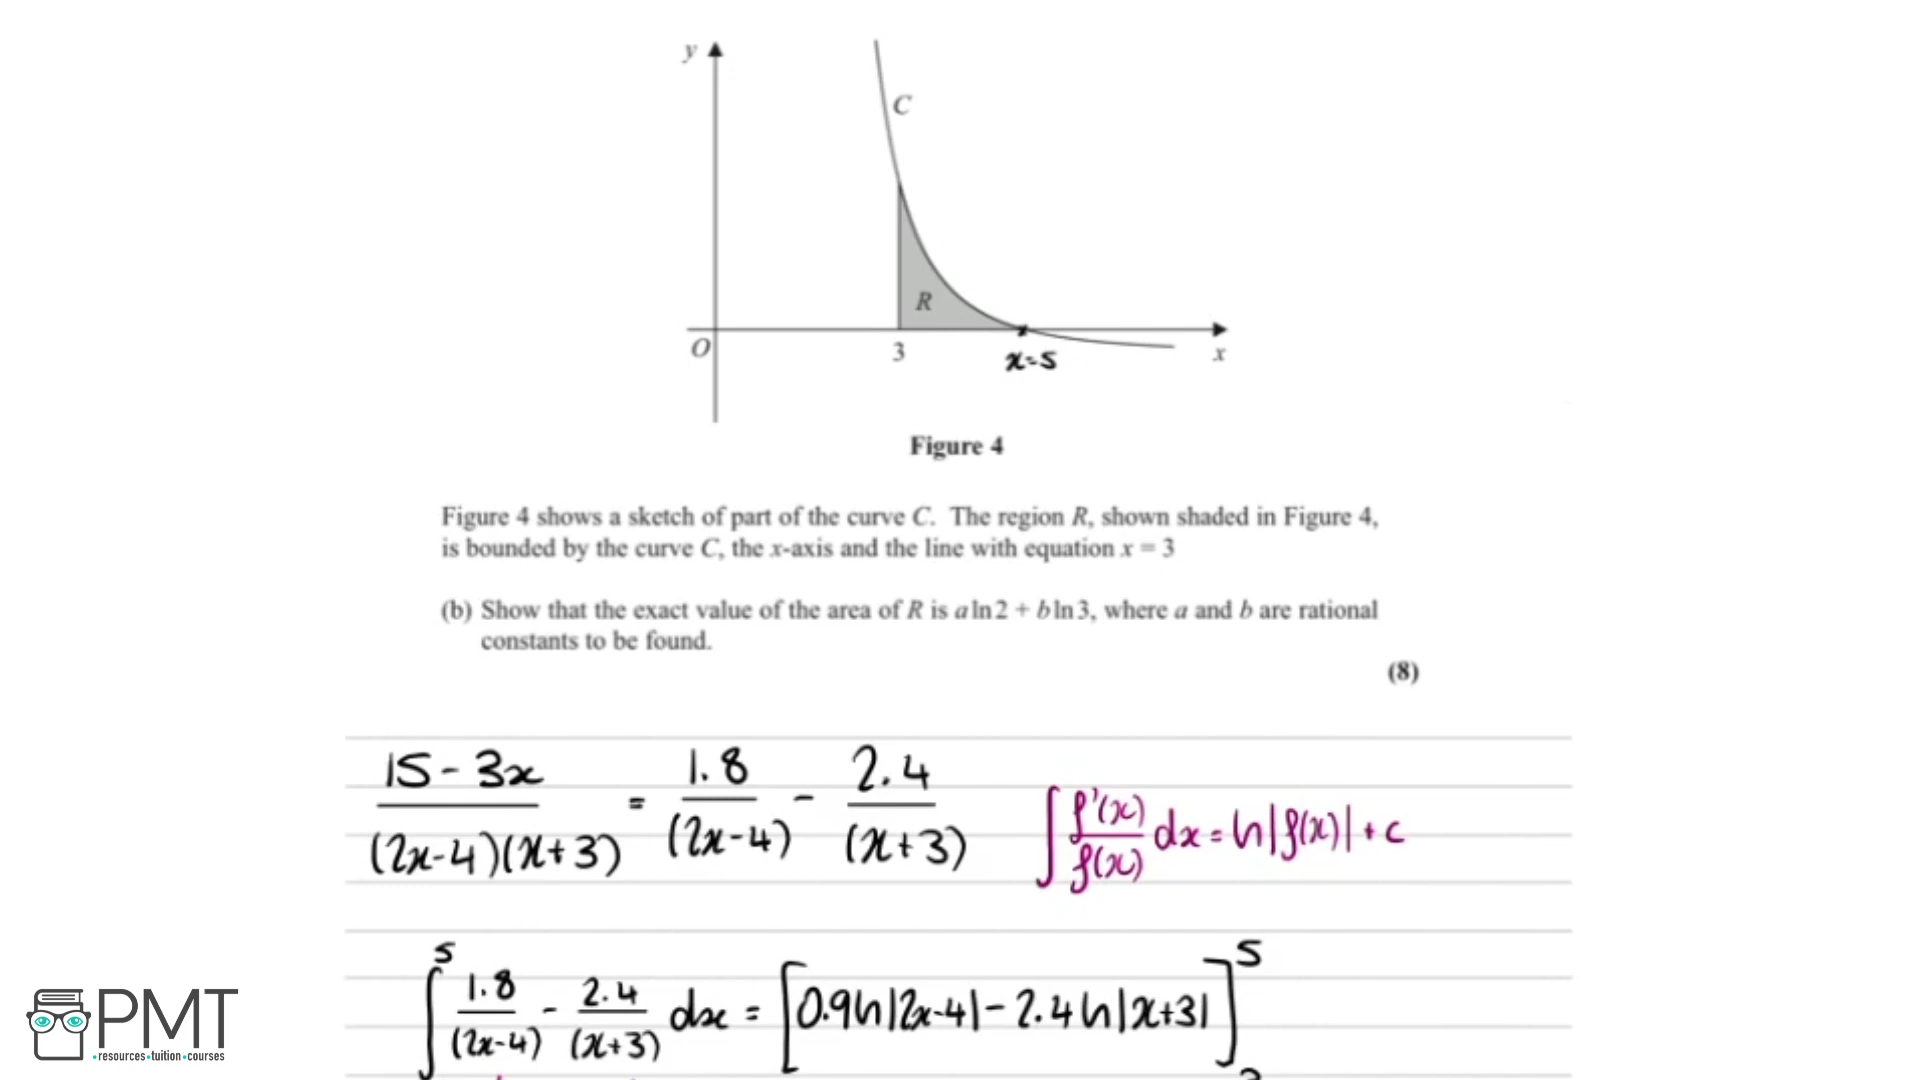 y
C
R
O
3
x=5
x
Figure 4
Figure 4 shows a sketch of part of the curve C. The region R, shown shaded in Figure 4,
is bounded by the curve C, the x-axis and the line with equation x = 3
(b) Show that the exact value of the area of R is a ln 2 + b ln 3, where a and b are rational
constants to be found.
(8)
15 - 3x / (2x-4)(x+3) = 1.8 / (2x-4) - 2.4 / (x+3)
∫ f'(x) / f(x) dx = ln|f(x)| + c
∫ 5 1.8 / (2x-4) - 2.4 / (x+3) dx = [0.9 ln|2x-4| - 2.4 ln|x+3|] 5
PMT
•resources•tuition•courses